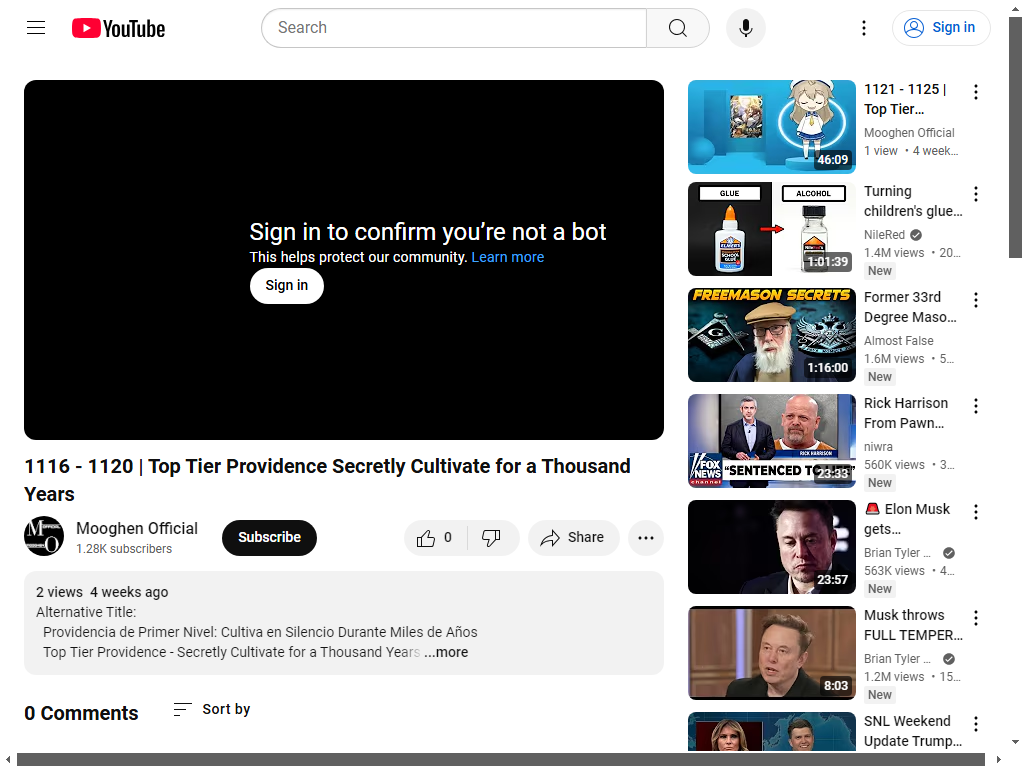 YouTube
Search
Sign in
Sign in to confirm you’re not a bot
This helps protect our community. Learn more
Sign in
1116 - 1120 | Top Tier Providence Secretly Cultivate for a Thousand
Years
Mooghen Official
1.28K subscribers
Subscribe
0
Share
2 views 4 weeks ago
Alternative Title:
Providencia de Primer Nivel: Cultiva en Silencio Durante Miles de Años
Top Tier Providence - Secretly Cultivate for a Thousand Years ...more
0 Comments
Sort by
46:09
1121 - 1125 |
Top Tier…
Mooghen Official
1 view • 4 week…
GLUE
ALCOHOL
ELMER'S
SCHOOL
GLUE
1:01:39
Turning
children's glue…
NileRed
1.4M views • 20…
New
FREEMASON SECRETS
G
1:16:00
Former 33rd
Degree Maso…
Almost False
1.6M views • 5…
New
RICK HARRISON
FOX
NEWS
channel
"SENTENCED TO
23:33
Rick Harrison
From Pawn…
niwra
560K views • 3…
New
23:57
🚨 Elon Musk
gets…
Brian Tyler …
563K views • 4…
New
8:03
Musk throws
FULL TEMPER…
Brian Tyler …
1.2M views • 15…
New
SNL Weekend
Update Trump…